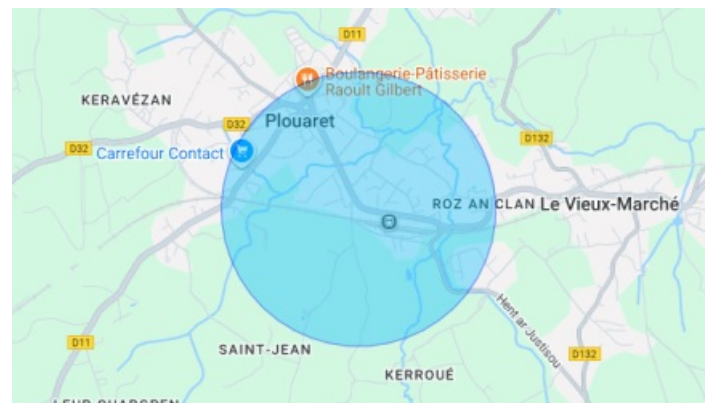 D11
Boulangerie-Pâtisserie
Raoult Gilbert
KERAVÉZAN
Plouaret
D32
D32
Carrefour Contact
D132
ROZ AN CLAN
Le Vieux-Marché
Hent ar Justisou
D11
SAINT-JEAN
D132
KERROUÉ